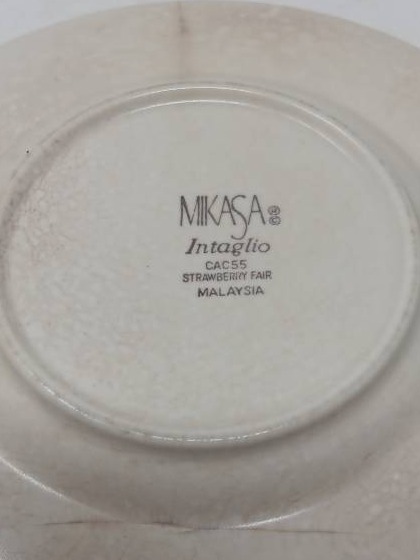 MIKASA ® ©
Intaglio
CAC55
STRAWBERRY FAIR
MALAYSIA